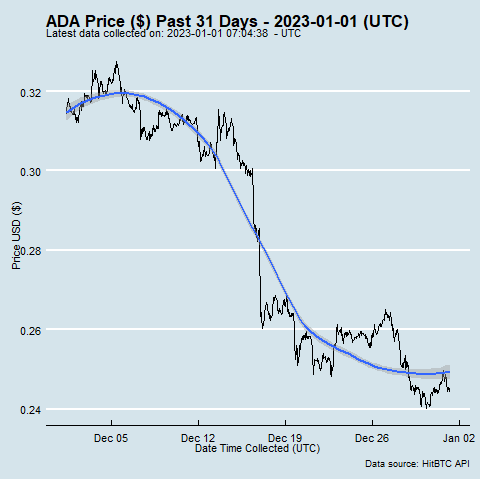 ADA Price ($) Past 31 Days - 2023-01-01 (UTC)
Latest data collected on: 2023-01-01 07:04:38 - UTC
0.32
0.30
0.28
0.26
0.24
Price USD ($)
Dec 05
Dec 12
Dec 19
Dec 26
Jan 02
Date Time Collected (UTC)
Data source: HitBTC API